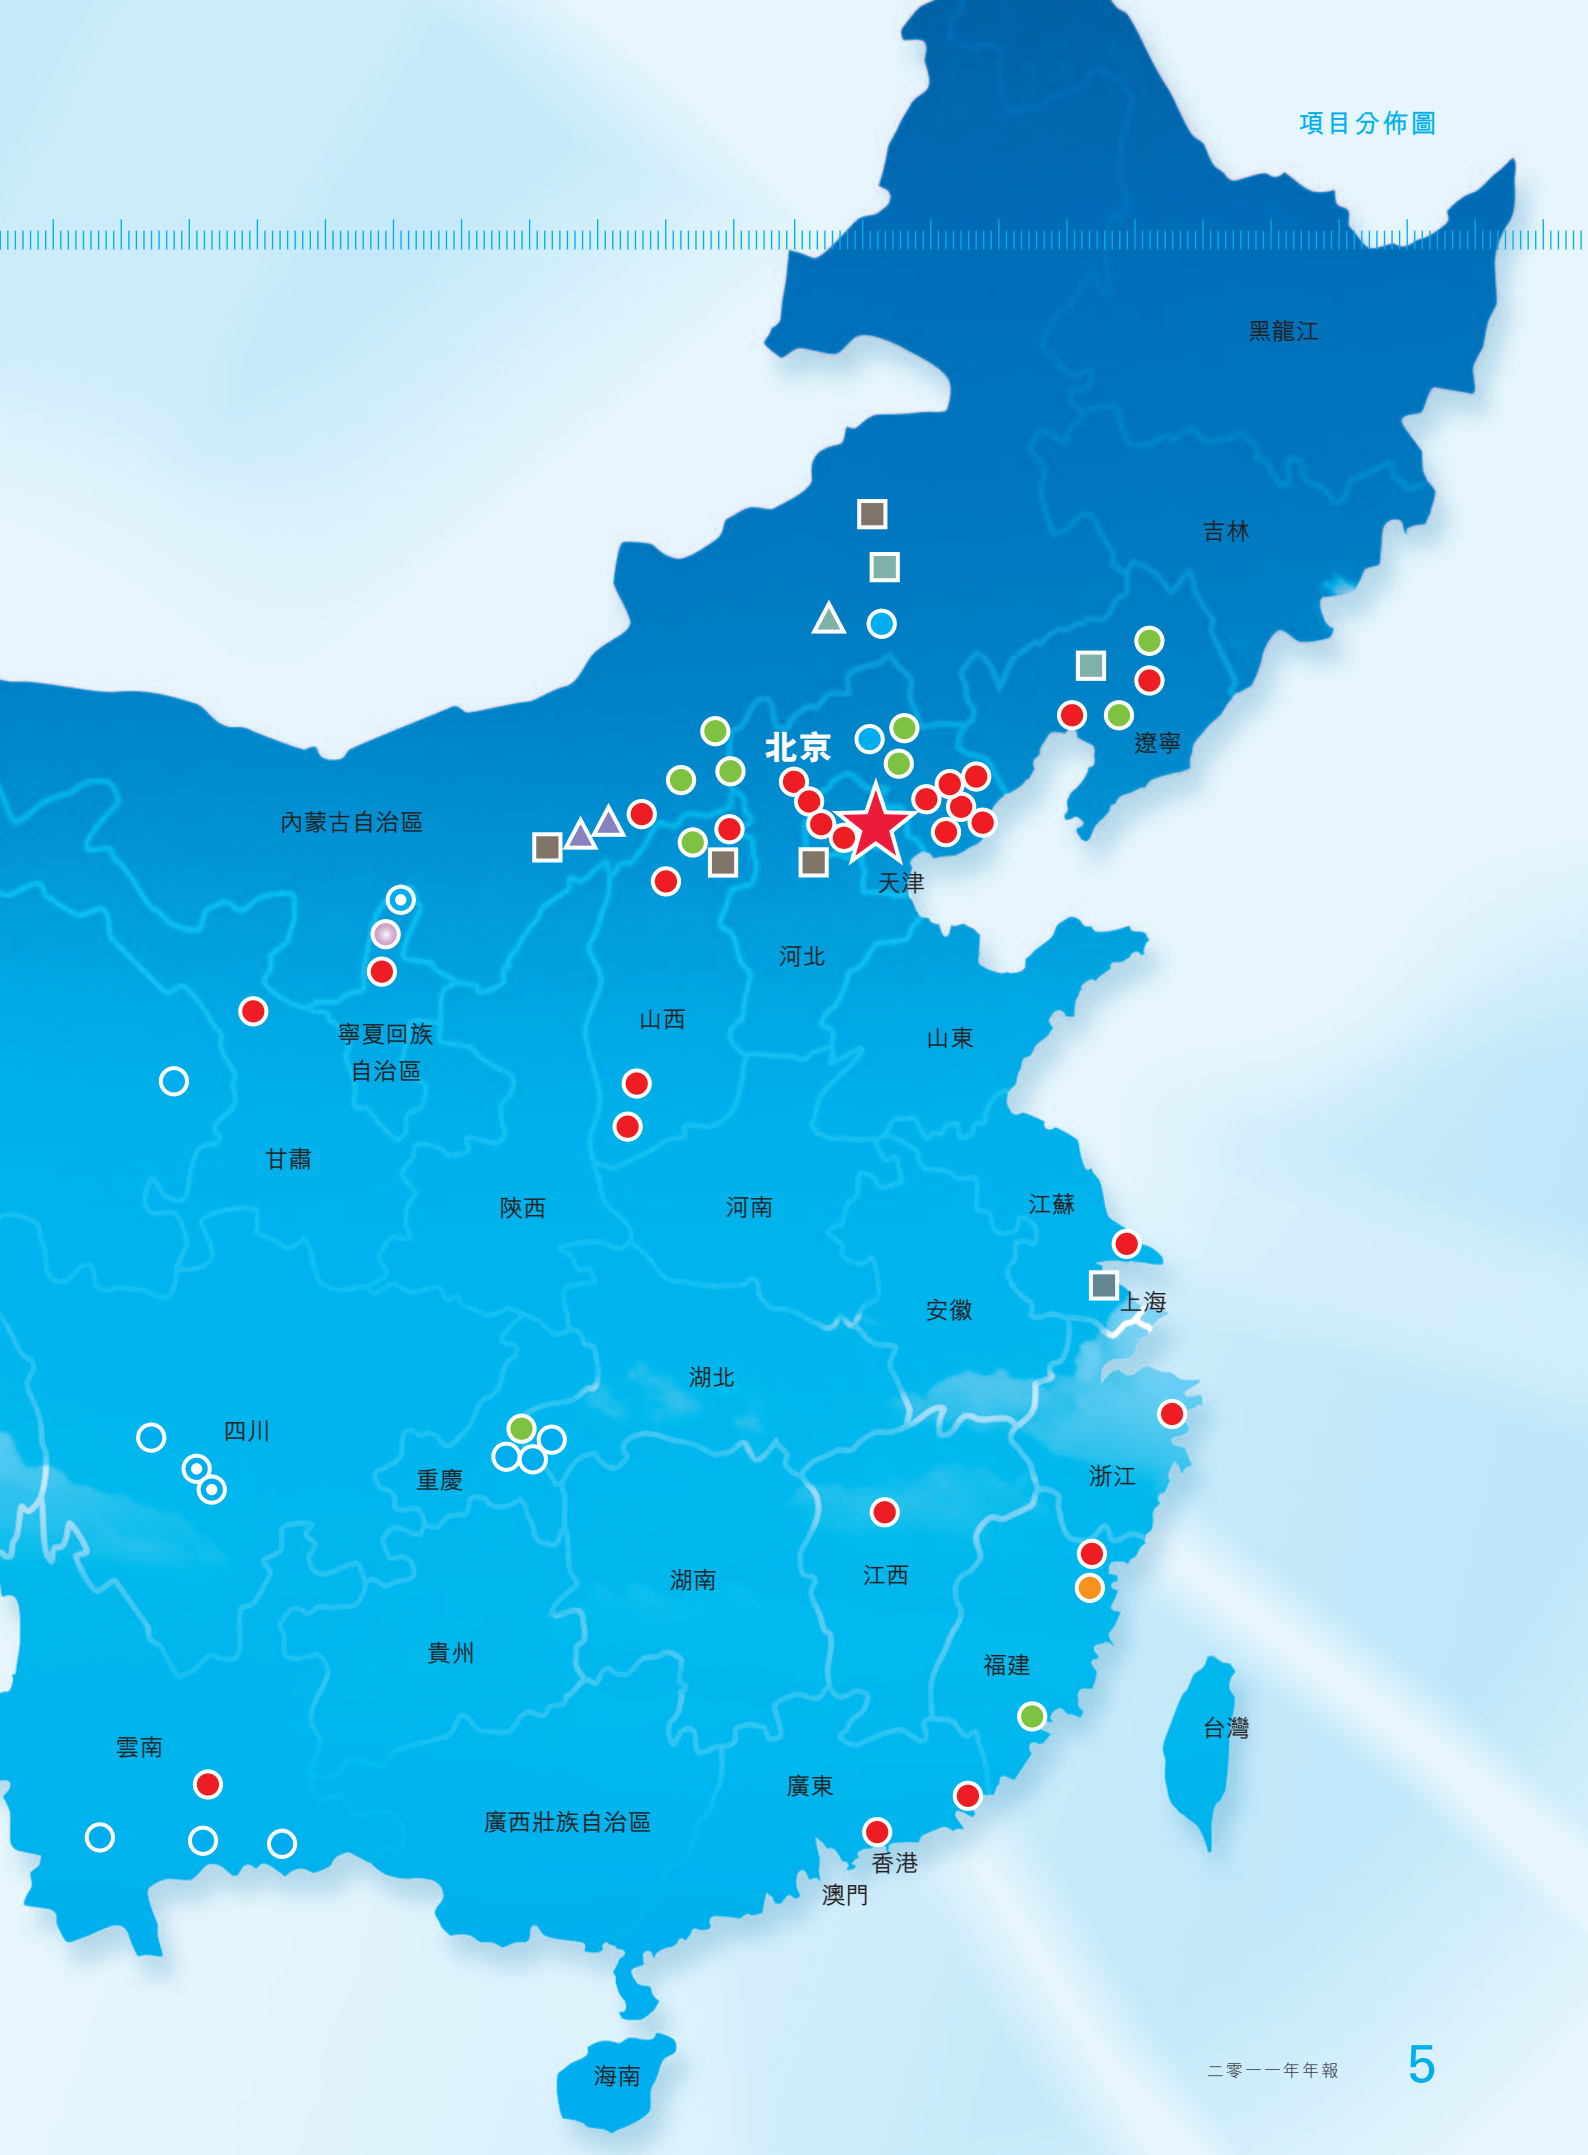 項目分佈圖
黑龍江
吉林
遼寧
北京
內蒙古自治區
天津
河北
山西
山東
寧夏回族
自治區
甘肅
陝西
河南
江蘇
上海
安徽
湖北
四川
重慶
浙江
湖南
江西
貴州
福建
台灣
雲南
廣東
廣西壯族自治區
香港
澳門
海南
二零一一年年報 5